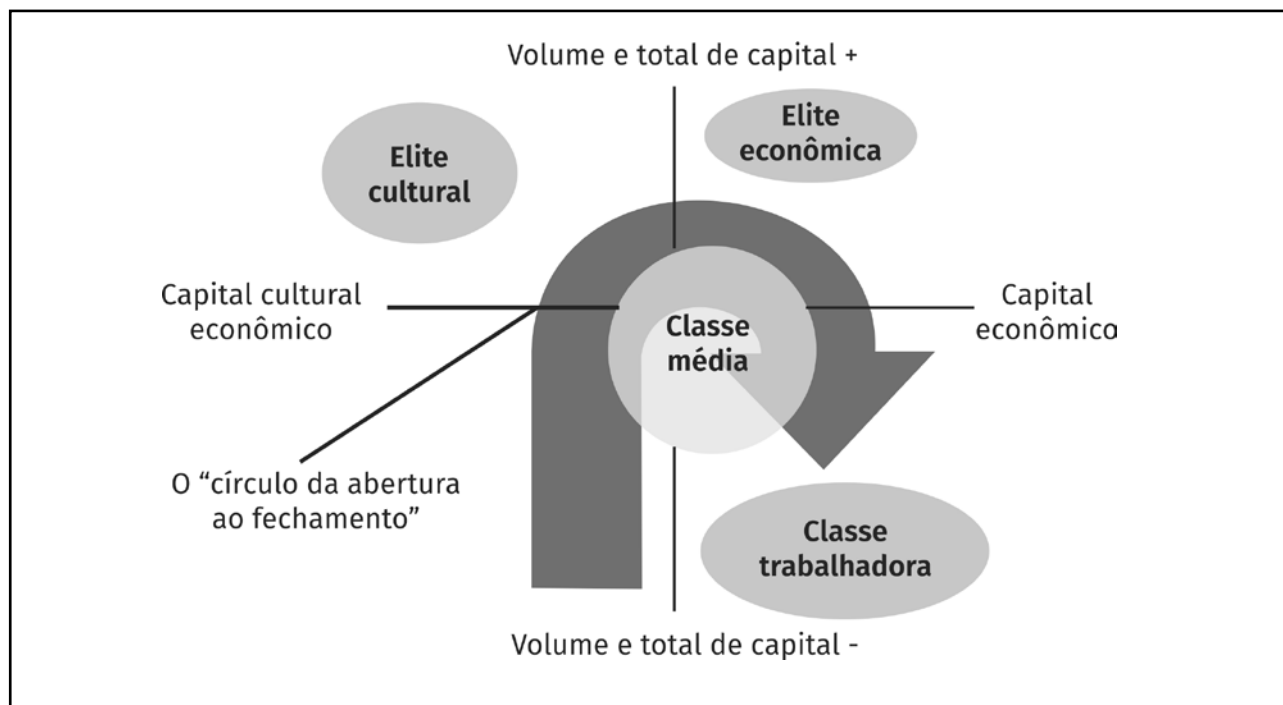 Volume e total de capital +
Elite
cultural
Elite
econômica
Capital cultural
econômico
Classe
média
Capital
econômico
O “círculo da abertura
ao fechamento”
Classe
trabalhadora
Volume e total de capital -